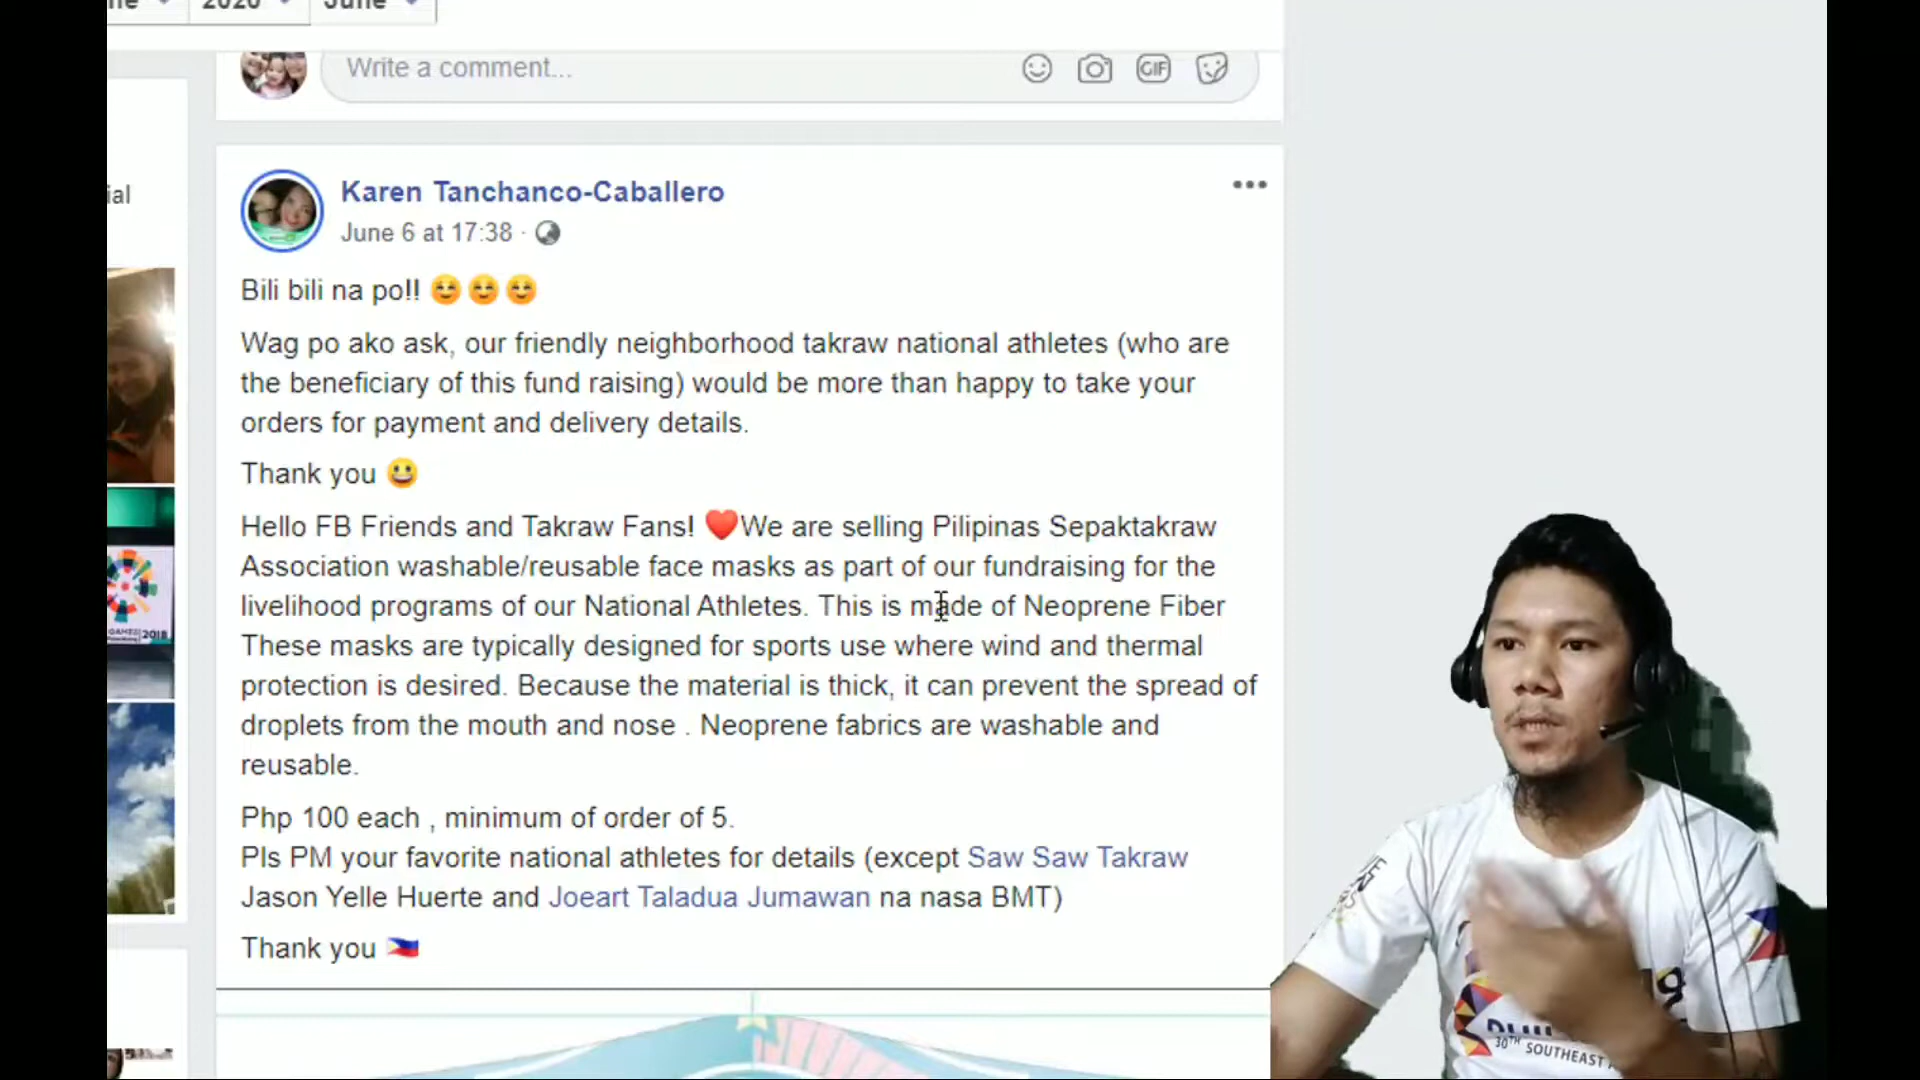 2020 June
Write a comment...
GIF
ial
Karen Tanchanco-Caballero
June 6 at 17:38 ·
Bili bili na po!! 😊😊😊
Wag po ako ask, our friendly neighborhood takraw national athletes (who are
the beneficiary of this fund raising) would be more than happy to take your
orders for payment and delivery details.
Thank you 😀
Hello FB Friends and Takraw Fans! ❤️We are selling Pilipinas Sepaktakraw
Association washable/reusable face masks as part of our fundraising for the
livelihood programs of our National Athletes. This is made of Neoprene Fiber
These masks are typically designed for sports use where wind and thermal
protection is desired. Because the material is thick, it can prevent the spread of
droplets from the mouth and nose . Neoprene fabrics are washable and
reusable.
Php 100 each , minimum of order of 5.
Pls PM your favorite national athletes for details (except Saw Saw Takraw
Jason Yelle Huerte and Joeart Taladua Jumawan na nasa BMT)
Thank you 🇵🇭
2018
30TH SOUTHEAST